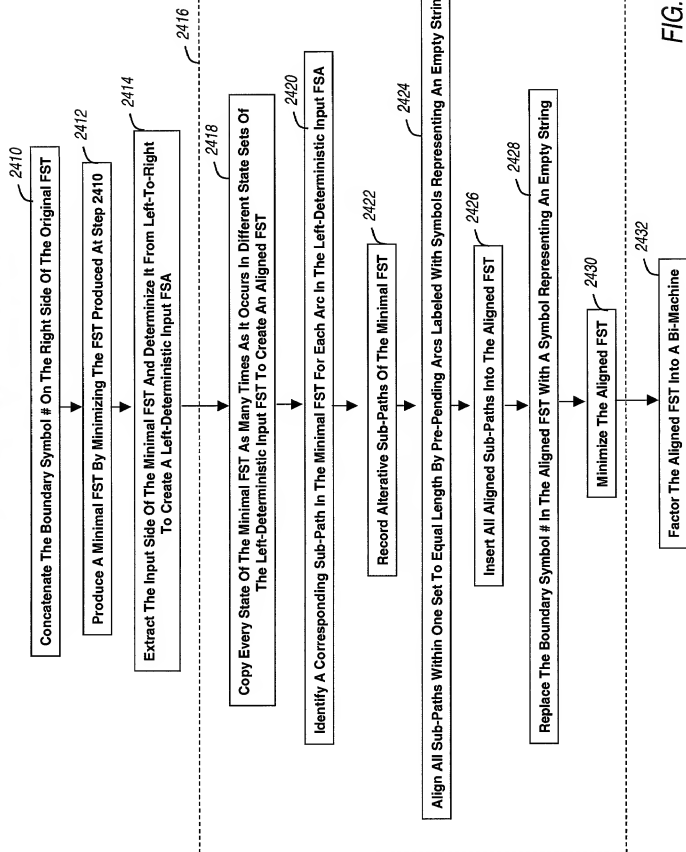 2410
Concatenate The Boundary Symbol # On The Right Side Of The Original FST
2412
Produce A Minimal FST By Minimizing The FST Produced At Step 2410
2414
Extract The Input Side Of The Minimal FST And Determinize It From Left-To-Right
To Create A Left-Deterministic Input FSA
2416
2418
Copy Every State Of The Minimal FST As Many Times As It Occurs In Different State Sets Of
The Left-Deterministic Input FST To Create An Aligned FST
2420
Identify A Corresponding Sub-Path In The Minimal FST For Each Arc In The Left-Deterministic Input FSA
2422
Record Alterative Sub-Paths Of The Minimal FST
2424
Align All Sub-Paths Within One Set To Equal Length By Pre-Pending Arcs Labeled With Symbols Representing An Empty
2426
Insert All Aligned Sub-Paths Into The Aligned FST
2428
Replace The Boundary Symbol # In The Aligned FST With A Symbol Representing An Empty String
2430
Minimize The Aligned FST
2432
Factor The Aligned FST Into A Bi-Machine
FIG.